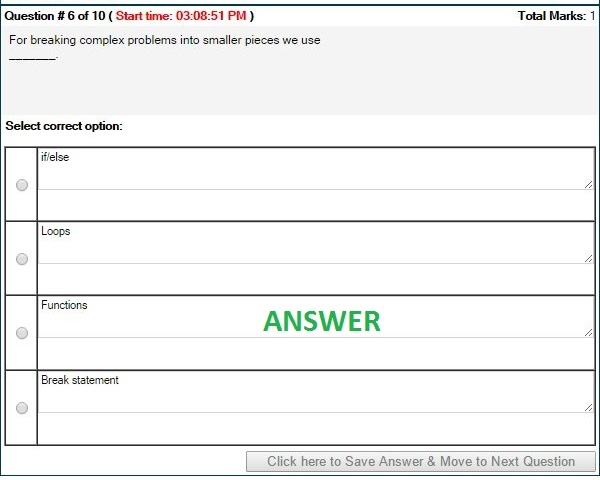 Question # 6 of 10 ( Start time: 03:08:51 PM )	Total Marks: 1
For breaking complex problems into smaller pieces we use
_______.
Select correct option:
if/else
Loops
Functions
ANSWER
Break statement
Click here to Save Answer & Move to Next Question